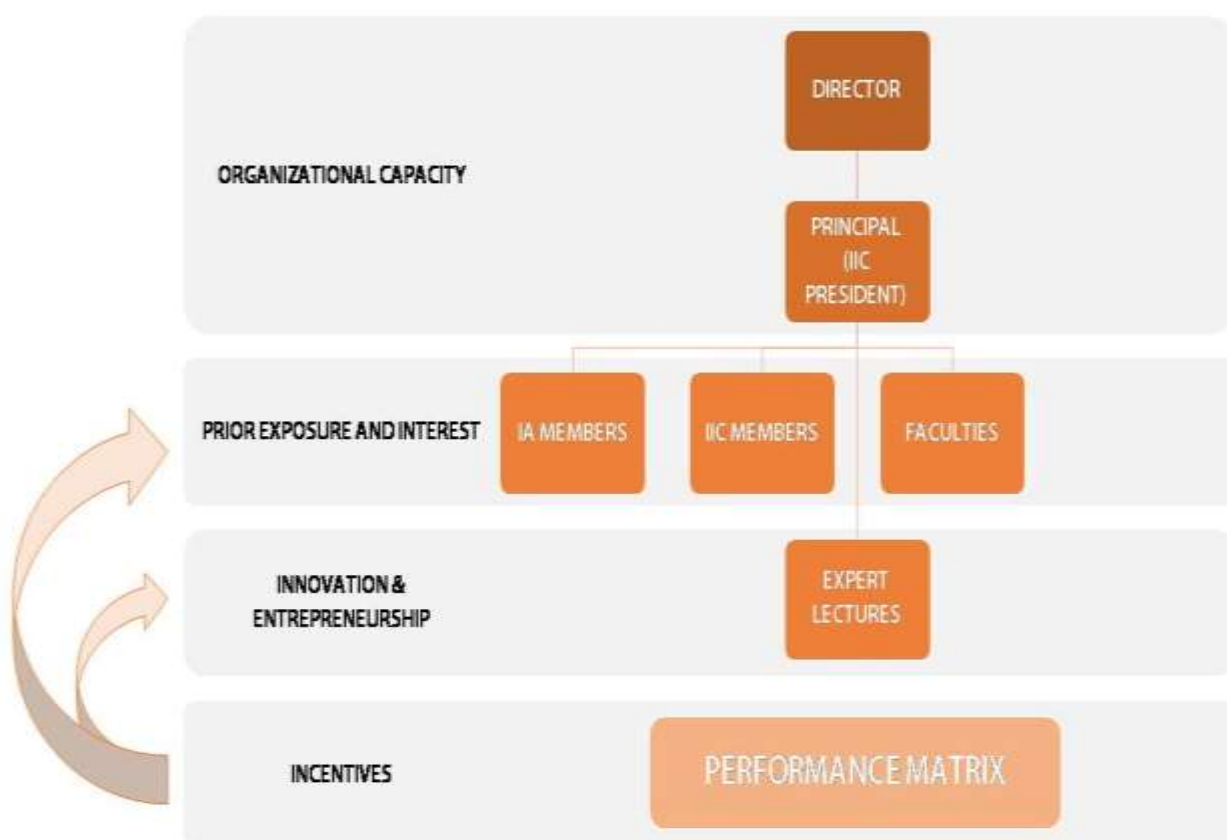 DIRECTOR
ORGANIZATIONAL CAPACITY
PRINCIPAL
(IIC
PRESIDENT)
PRIOR EXPOSURE AND INTEREST
IA MEMBERS
IIC MEMBERS
FACULTIES
INNOVATION &
ENTREPRENEURSHIP
EXPERT
LECTURES
INCENTIVES
PERFORMANCE MATRIX